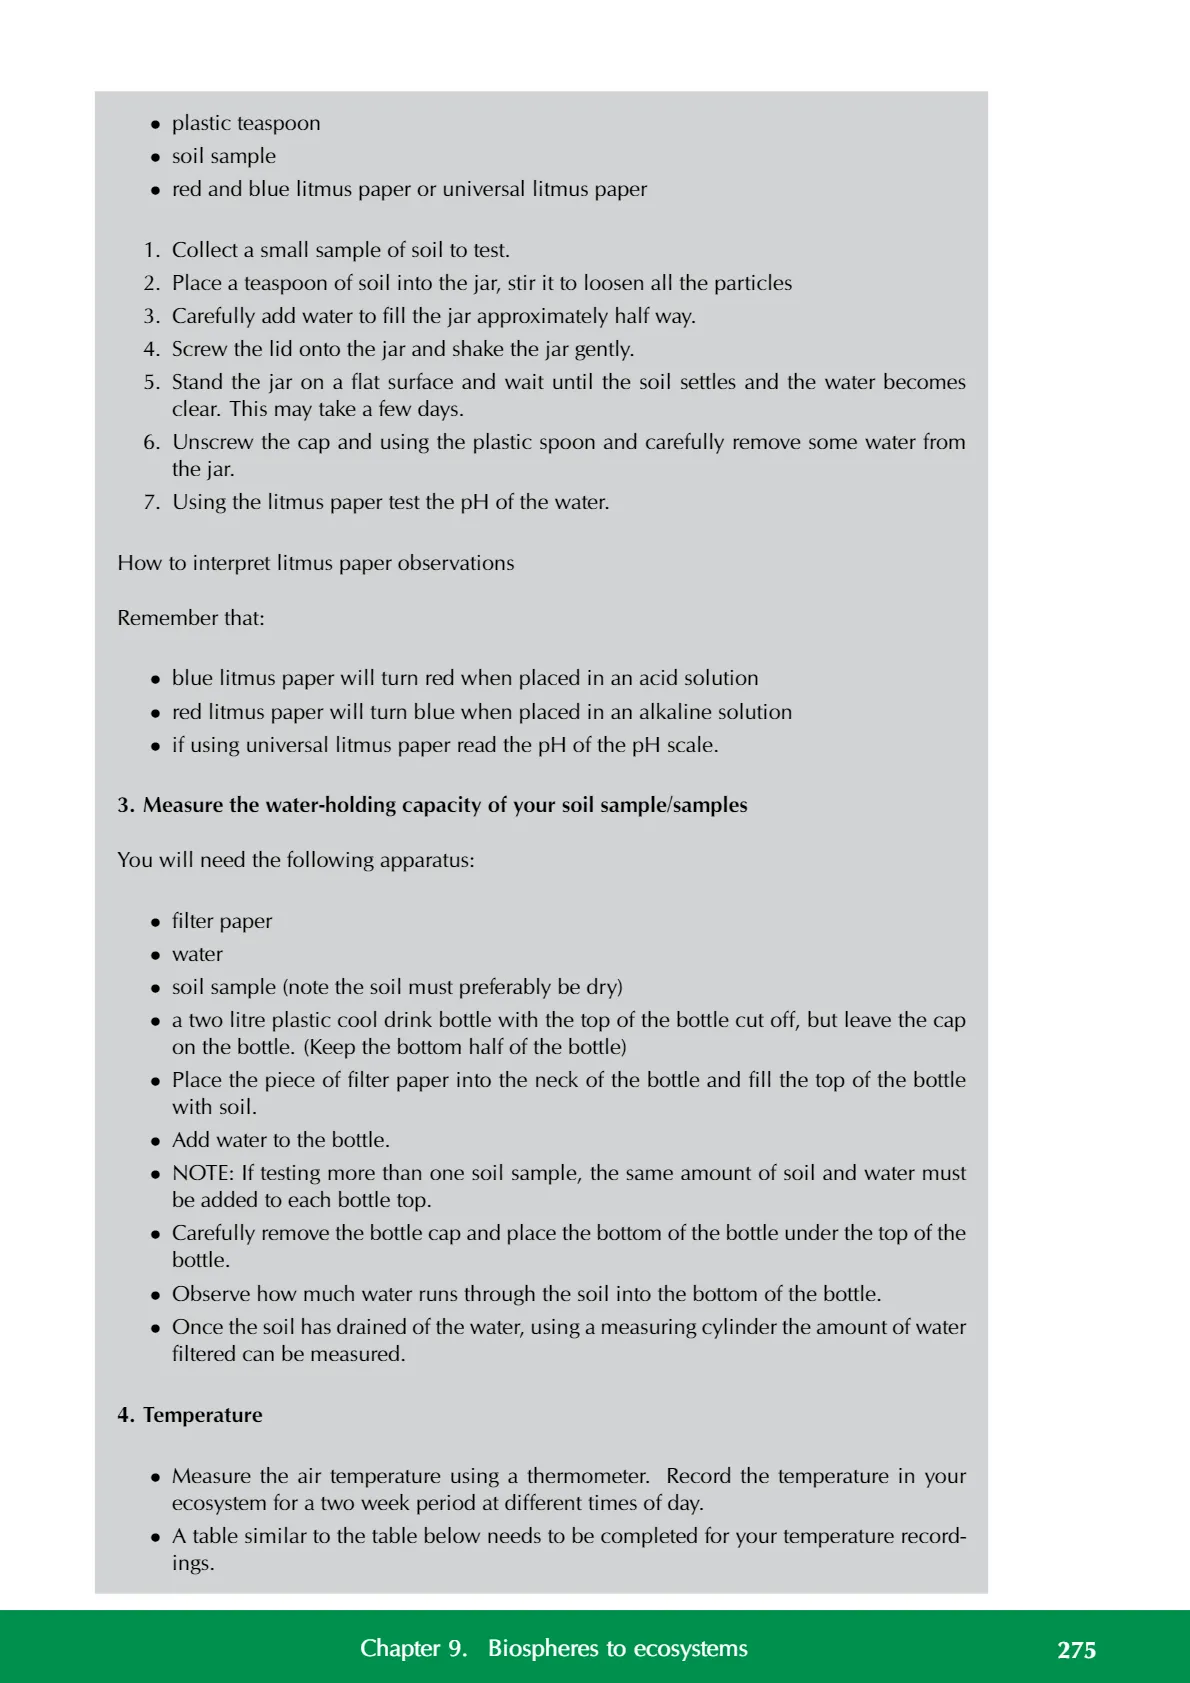 • plastic teaspoon
• soil sample
• red and blue litmus paper or universal litmus paper
1. Collect a small sample of soil to test.
2. Place a teaspoon of soil into the jar, stir it to loosen all the particles
3. Carefully add water to fill the jar approximately half way.
4. Screw the lid onto the jar and shake the jar gently.
5. Stand the jar on a flat surface and wait until the soil settles and the water becomes
clear. This may take a few days.
6. Unscrew the cap and using the plastic spoon and carefully remove some water from
the jar.
7. Using the litmus paper test the pH of the water.
How to interpret litmus paper observations
Remember that:
• blue litmus paper will turn red when placed in an acid solution
• red litmus paper will turn blue when placed in an alkaline solution
• if using universal litmus paper read the pH of the pH scale.
3. Measure the water-holding capacity of your soil sample/samples
You will need the following apparatus:
• filter paper
• water
• soil sample (note the soil must preferably be dry)
• a two litre plastic cool drink bottle with the top of the bottle cut off, but leave the cap
on the bottle. (Keep the bottom half of the bottle)
• Place the piece of filter paper into the neck of the bottle and fill the top of the bottle
with soil.
• Add water to the bottle.
• NOTE: If testing more than one soil sample, the same amount of soil and water must
be added to each bottle top.
• Carefully remove the bottle cap and place the bottom of the bottle under the top of the
bottle.
• Observe how much water runs through the soil into the bottom of the bottle.
• Once the soil has drained of the water, using a measuring cylinder the amount of water
filtered can be measured.
4. Temperature
• Measure the air temperature using a thermometer. Record the temperature in your
ecosystem for a two week period at different times of day.
• A table similar to the table below needs to be completed for your temperature record-
ings.
Chapter 9. Biospheres to ecosystems
275